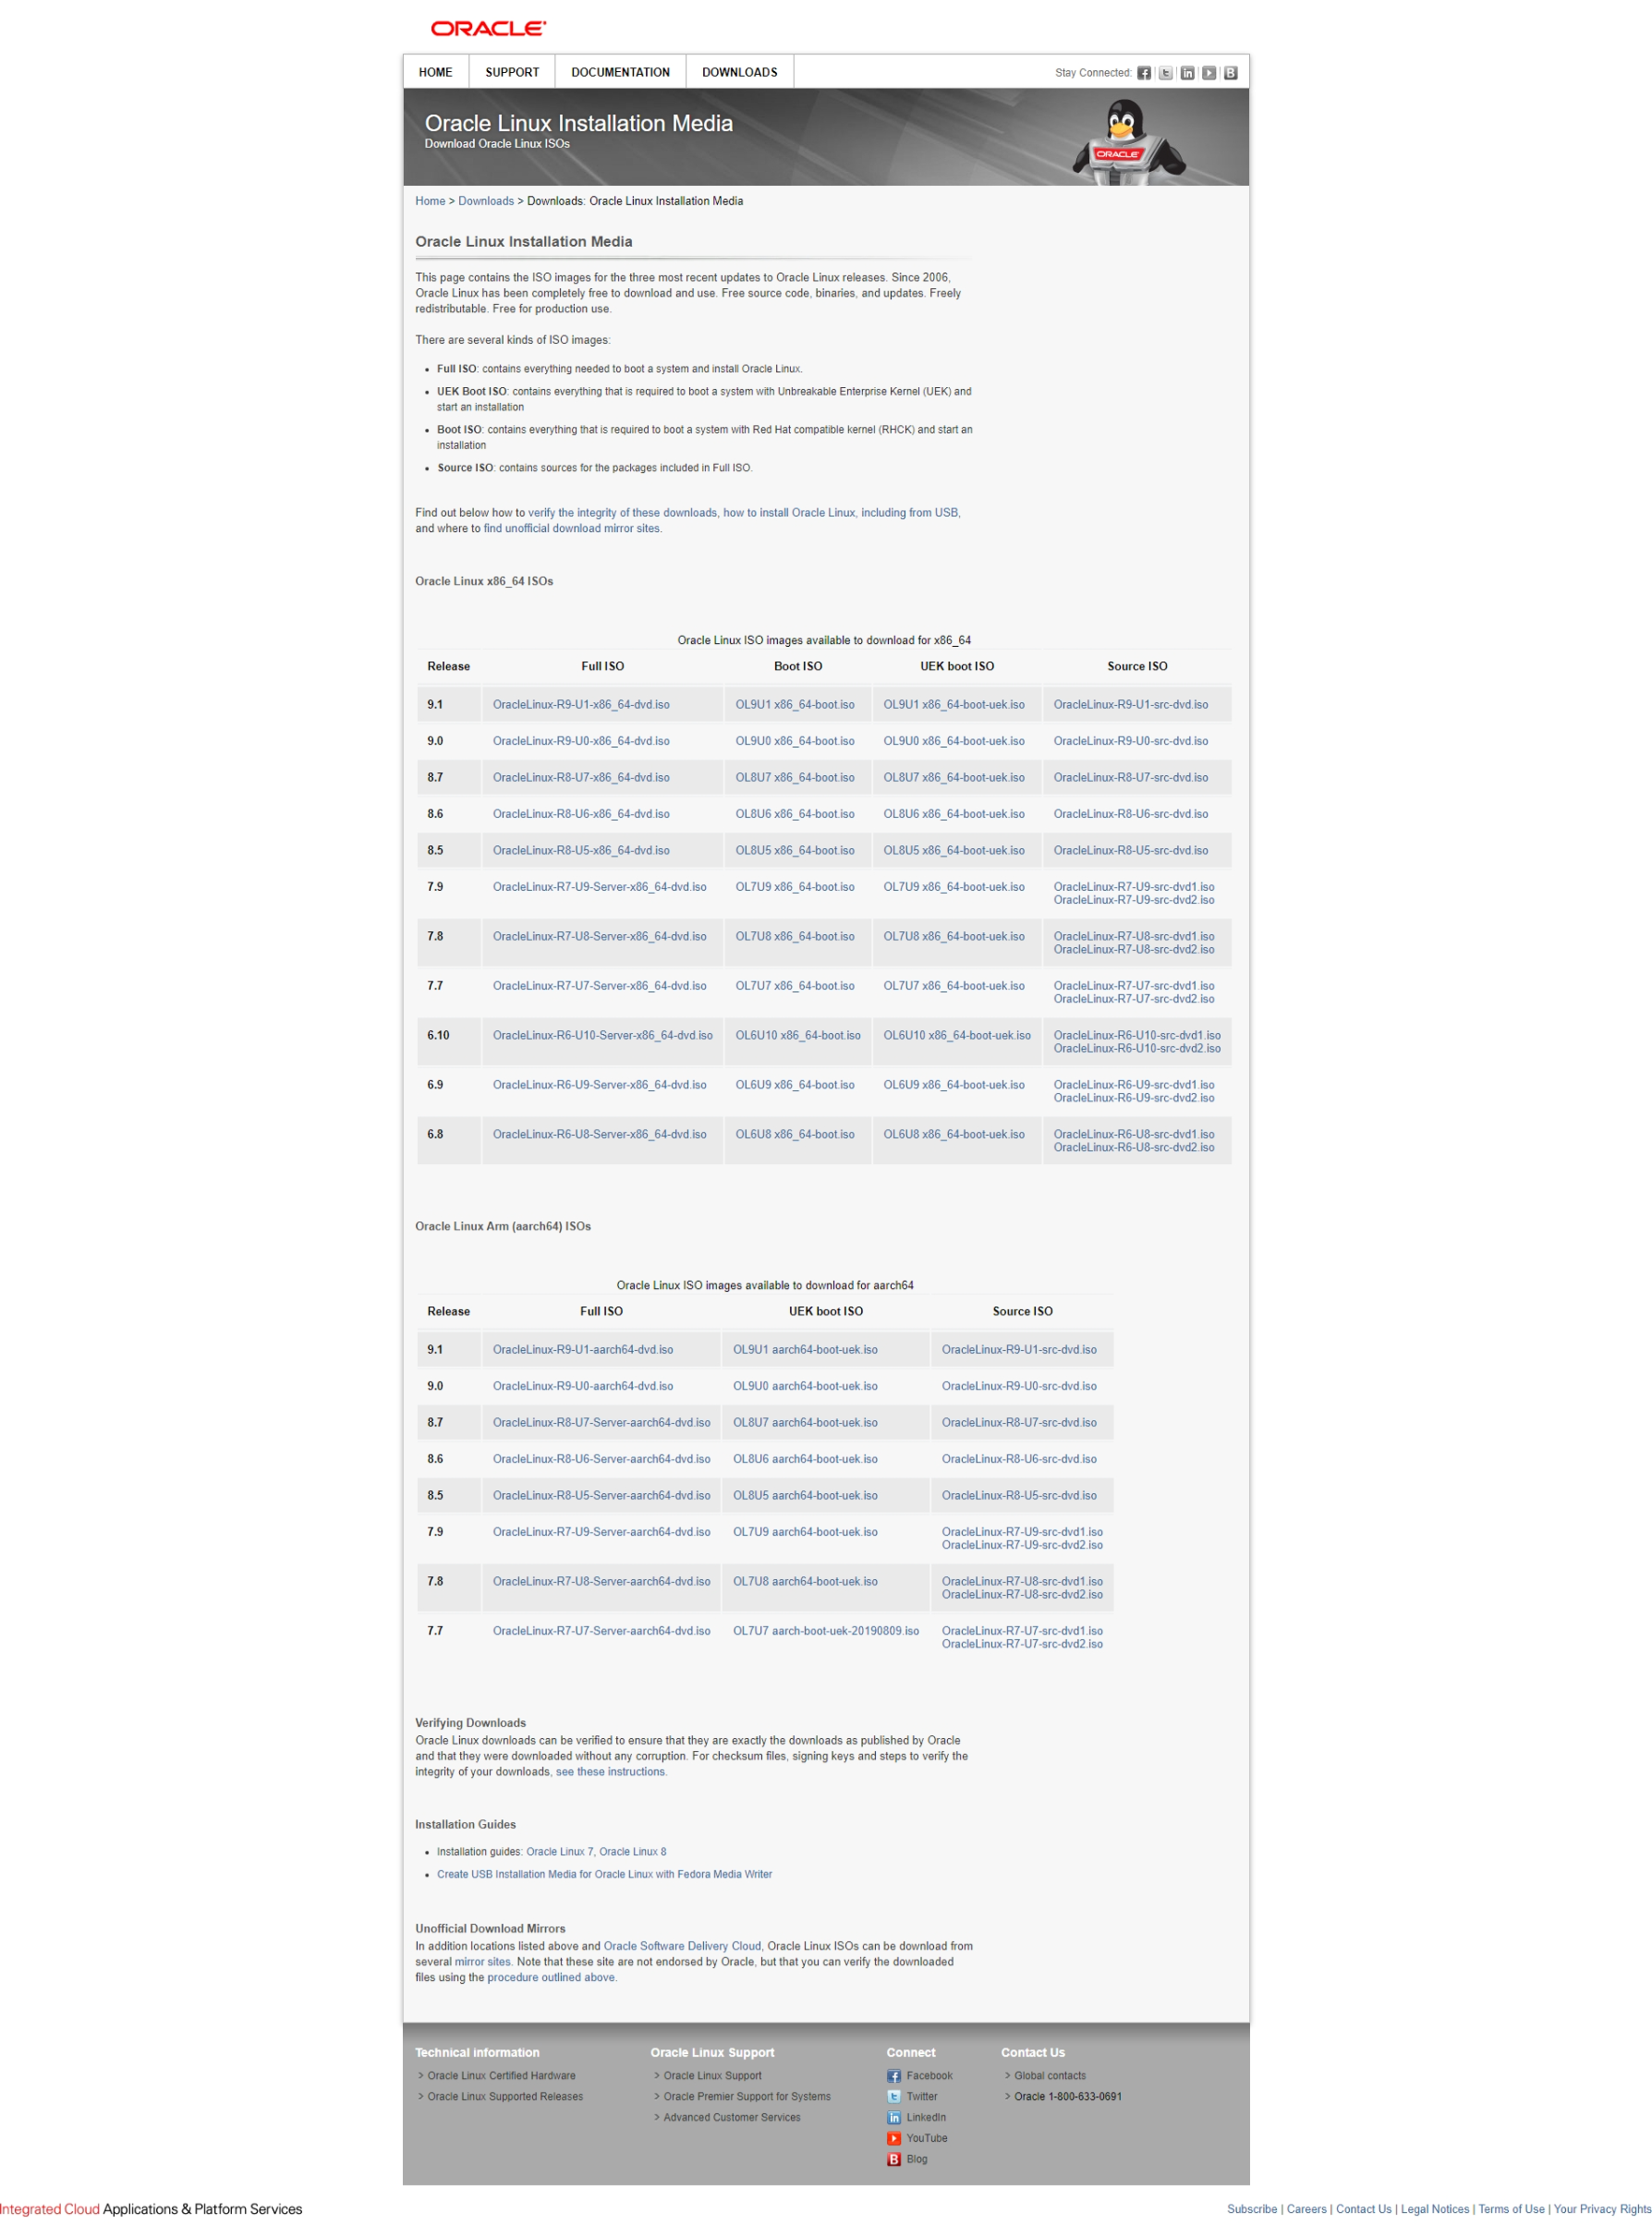 ORACLE
HOME SUPPORT DOCUMENTATION DOWNLOADS Stay Connected: | | | |
Oracle Linux Installation Media
Download Oracle Linux ISOs
ORACLE
Home > Downloads > Downloads: Oracle Linux Installation Media
Oracle Linux Installation Media
This page contains the ISO images for the three most recent updates to Oracle Linux releases. Since 2006,
Oracle Linux has been completely free to download and use. Free source code, binaries, and updates. Freely
redistributable. Free for production use.
There are several kinds of ISO images:
• Full ISO: contains everything needed to boot a system and install Oracle Linux.
• UEK Boot ISO: contains everything that is required to boot a system with Unbreakable Enterprise Kernel (UEK) and
start an installation
• Boot ISO: contains everything that is required to boot a system with Red Hat compatible kernel (RHCK) and start an
installation
• Source ISO: contains sources for the packages included in Full ISO.
Find out below how to verify the integrity of these downloads, how to install Oracle Linux, including from USB,
and where to find unofficial download mirror sites.
Oracle Linux x86_64 ISOs
Oracle Linux ISO images available to download for x86_64
Release Full ISO Boot ISO UEK boot ISO Source ISO
9.1 OracleLinux-R9-U1-x86_64-dvd.iso OL9U1 x86_64-boot.iso OL9U1 x86_64-boot-uek.iso OracleLinux-R9-U1-src-dvd.iso
9.0 OracleLinux-R9-U0-x86_64-dvd.iso OL9U0 x86_64-boot.iso OL9U0 x86_64-boot-uek.iso OracleLinux-R9-U0-src-dvd.iso
8.7 OracleLinux-R8-U7-x86_64-dvd.iso OL8U7 x86_64-boot.iso OL8U7 x86_64-boot-uek.iso OracleLinux-R8-U7-src-dvd.iso
8.6 OracleLinux-R8-U6-x86_64-dvd.iso OL8U6 x86_64-boot.iso OL8U6 x86_64-boot-uek.iso OracleLinux-R8-U6-src-dvd.iso
8.5 OracleLinux-R8-U5-x86_64-dvd.iso OL8U5 x86_64-boot.iso OL8U5 x86_64-boot-uek.iso OracleLinux-R8-U5-src-dvd.iso
7.9 OracleLinux-R7-U9-Server-x86_64-dvd.iso OL7U9 x86_64-boot.iso OL7U9 x86_64-boot-uek.iso OracleLinux-R7-U9-src-dvd1.iso
OracleLinux-R7-U9-src-dvd2.iso
7.8 OracleLinux-R7-U8-Server-x86_64-dvd.iso OL7U8 x86_64-boot.iso OL7U8 x86_64-boot-uek.iso OracleLinux-R7-U8-src-dvd1.iso
OracleLinux-R7-U8-src-dvd2.iso
7.7 OracleLinux-R7-U7-Server-x86_64-dvd.iso OL7U7 x86_64-boot.iso OL7U7 x86_64-boot-uek.iso OracleLinux-R7-U7-src-dvd1.iso
OracleLinux-R7-U7-src-dvd2.iso
6.10 OracleLinux-R6-U10-Server-x86_64-dvd.iso OL6U10 x86_64-boot.iso OL6U10 x86_64-boot-uek.iso OracleLinux-R6-U10-src-dvd1.iso
OracleLinux-R6-U10-src-dvd2.iso
6.9 OracleLinux-R6-U9-Server-x86_64-dvd.iso OL6U9 x86_64-boot.iso OL6U9 x86_64-boot-uek.iso OracleLinux-R6-U9-src-dvd1.iso
OracleLinux-R6-U9-src-dvd2.iso
6.8 OracleLinux-R6-U8-Server-x86_64-dvd.iso OL6U8 x86_64-boot.iso OL6U8 x86_64-boot-uek.iso OracleLinux-R6-U8-src-dvd1.iso
OracleLinux-R6-U8-src-dvd2.iso
Oracle Linux Arm (aarch64) ISOs
Oracle Linux ISO images available to download for aarch64
Release Full ISO UEK boot ISO Source ISO
9.1 OracleLinux-R9-U1-aarch64-dvd.iso OL9U1 aarch64-boot-uek.iso OracleLinux-R9-U1-src-dvd.iso
9.0 OracleLinux-R9-U0-aarch64-dvd.iso OL9U0 aarch64-boot-uek.iso OracleLinux-R9-U0-src-dvd.iso
8.7 OracleLinux-R8-U7-Server-aarch64-dvd.iso OL8U7 aarch64-boot-uek.iso OracleLinux-R8-U7-src-dvd.iso
8.6 OracleLinux-R8-U6-Server-aarch64-dvd.iso OL8U6 aarch64-boot-uek.iso OracleLinux-R8-U6-src-dvd.iso
8.5 OracleLinux-R8-U5-Server-aarch64-dvd.iso OL8U5 aarch64-boot-uek.iso OracleLinux-R8-U5-src-dvd.iso
7.9 OracleLinux-R7-U9-Server-aarch64-dvd.iso OL7U9 aarch64-boot-uek.iso OracleLinux-R7-U9-src-dvd1.iso
OracleLinux-R7-U9-src-dvd2.iso
7.8 OracleLinux-R7-U8-Server-aarch64-dvd.iso OL7U8 aarch64-boot-uek.iso OracleLinux-R7-U8-src-dvd1.iso
OracleLinux-R7-U8-src-dvd2.iso
7.7 OracleLinux-R7-U7-Server-aarch64-dvd.iso OL7U7 aarch-boot-uek-20190809.iso OracleLinux-R7-U7-src-dvd1.iso
OracleLinux-R7-U7-src-dvd2.iso
Verifying Downloads
Oracle Linux downloads can be verified to ensure that they are exactly the downloads as published by Oracle
and that they were downloaded without any corruption. For checksum files, signing keys and steps to verify the
integrity of your downloads, see these instructions.
Installation Guides
• Installation guides: Oracle Linux 7, Oracle Linux 8
• Create USB Installation Media for Oracle Linux with Fedora Media Writer
Unofficial Download Mirrors
In addition locations listed above and Oracle Software Delivery Cloud, Oracle Linux ISOs can be download from
several mirror sites. Note that these site are not endorsed by Oracle, but that you can verify the downloaded
files using the procedure outlined above.
Technical information Oracle Linux Support Connect Contact Us
> Oracle Linux Certified Hardware > Oracle Linux Support Facebook > Global contacts
> Oracle Linux Supported Releases > Oracle Premier Support for Systems Twitter > Oracle 1-800-633-0691
> Advanced Customer Services LinkedIn
YouTube
Blog
Integrated Cloud Applications & Platform Services Subscribe | Careers | Contact Us | Legal Notices | Terms of Use | Your Privacy Rights